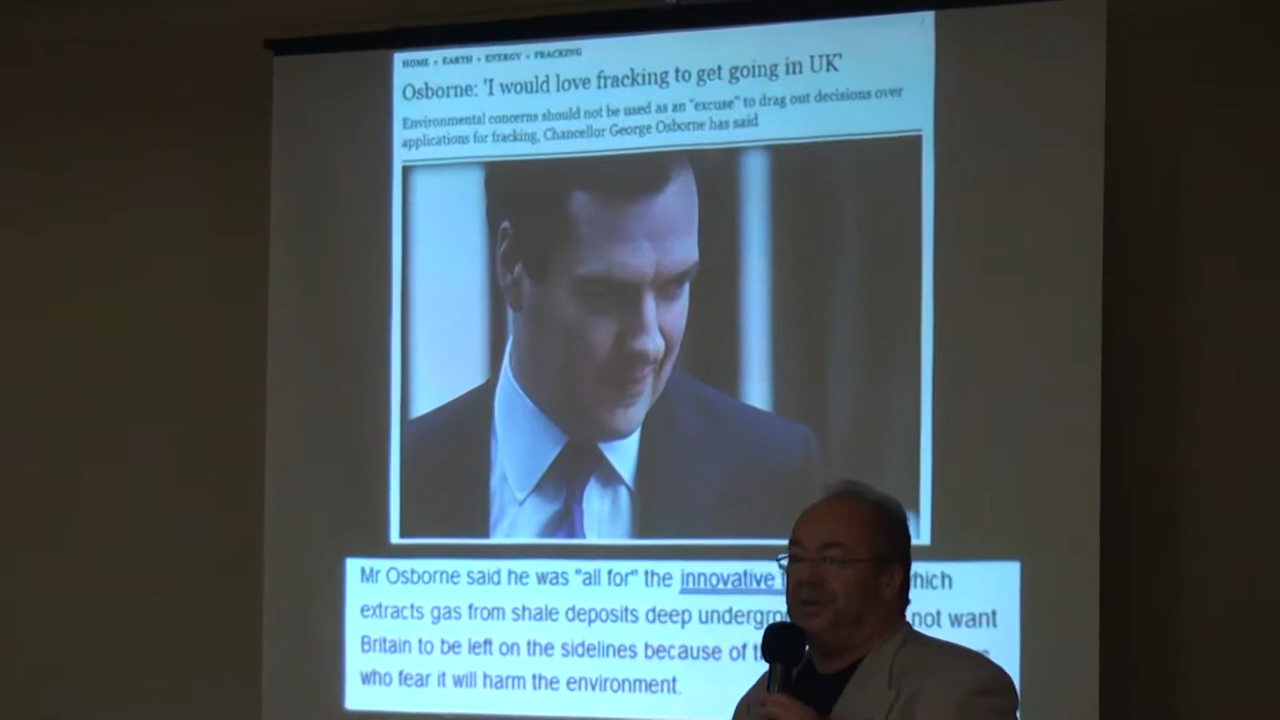 HOME » EARTH » ENERGY » FRACKING
Osborne: 'I would love fracking to get going in UK'
Environmental concerns should not be used as an "excuse" to drag out decisions over
applications for fracking, Chancellor George Osborne has said
Mr Osborne said he was "all for" the innovative
extracts gas from shale deposits deep not want
Britain to be left on the sidelines because of
who fear it will harm the environment.